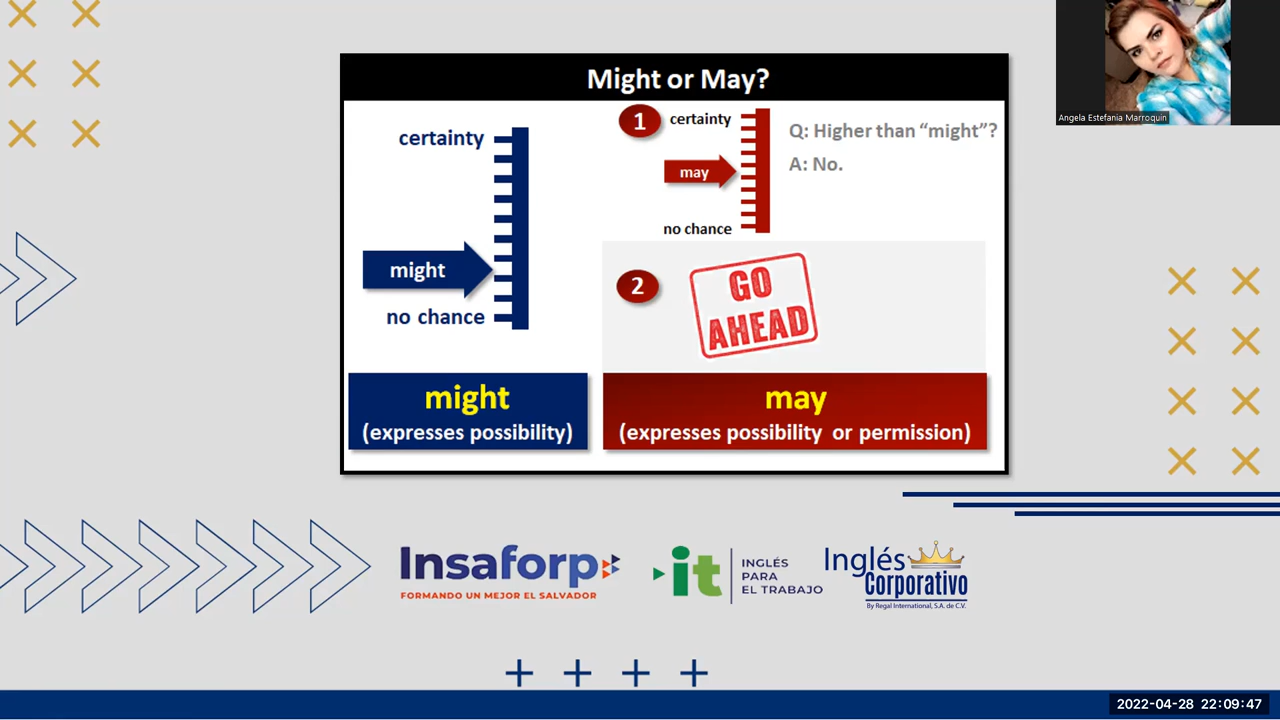 Might or May?
certainty
might
no chance
might
(expresses possibility)
1
certainty
may
no chance
Q: Higher than “might”?
A: No.
2
GO
AHEAD
may
(expresses possibility or permission)
Angela Estefania Marroquin
Insaforp
FORMANDO UN MEJOR EL SALVADOR
it
INGLÉS
PARA
EL TRABAJO
Inglés
Corporativo
By Regal International, S.A. de C.V.
2022-04-28 22:09:47